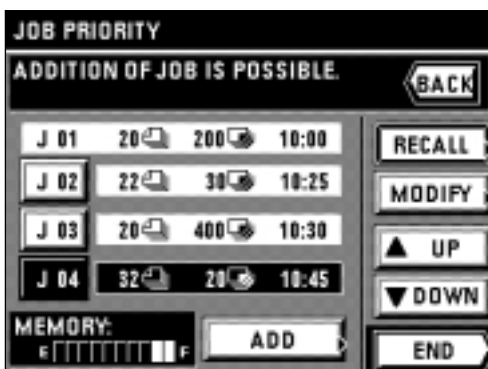 JOB PRIORITY
ADDITION OF JOB IS POSSIBLE.
BACK
J 01 20 200 10:00
RECALL
J 02 22 30 10:25
MODIFY
J 03 20 400 10:30
▲ UP
J 04 32 20 10:45
▼ DOWN
MEMORY:
E F
ADD
END